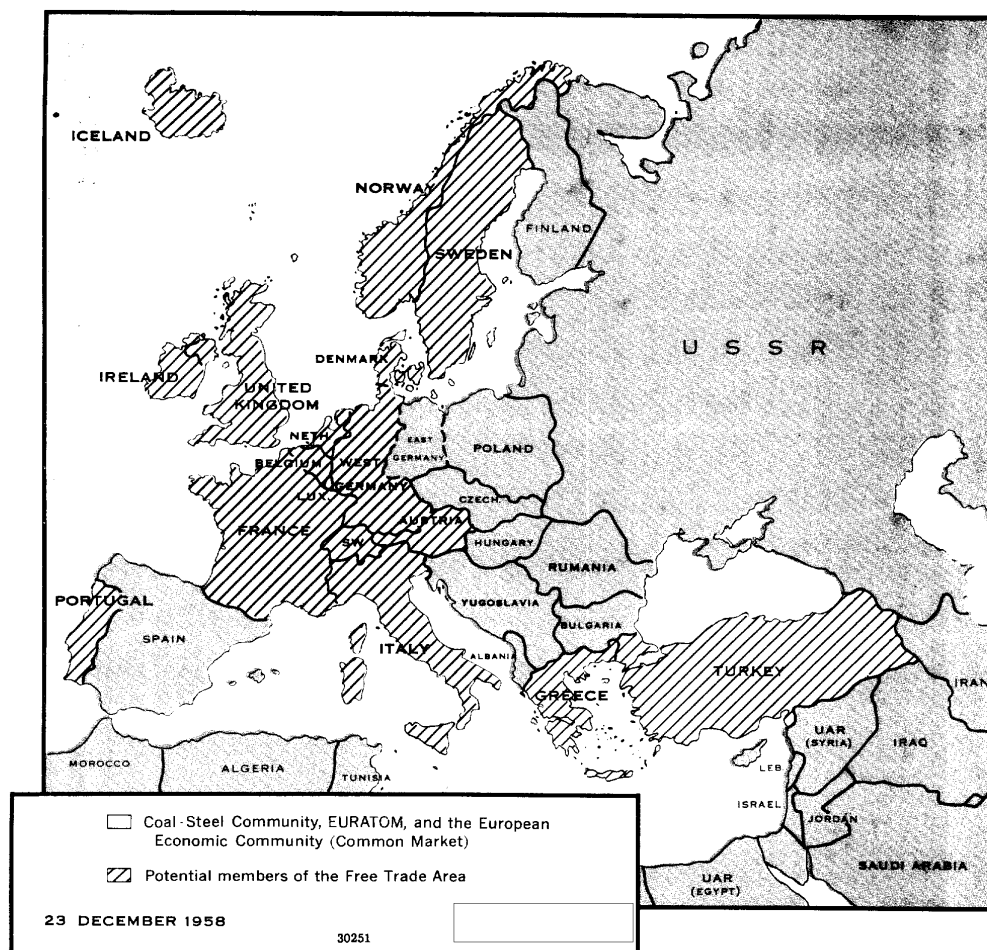 ICELAND
NORWAY
FINLAND
SWEDEN
U S S R
DENMARK
IRELAND
UNITED
KINGDOM
NETH
EAST
GERMANY
POLAND
BELGIUM
WEST
GERMANY
LUX.
CZECH.
FRANCE
AUSTRIA
SW.
HUNGARY
RUMANIA
PORTUGAL
YUGOSLAVIA
BULGARIA
SPAIN
ITALY
ALBANIA
TURKEY
IRAN
GREECE
UAR
(SYRIA)
IRAQ
MOROCCO
ALGERIA
TUNISIA
LEB.
ISRAEL
JORDAN
SAUDI ARABIA
UAR
(EGYPT)
Coal-Steel Community, EURATOM, and the European
Economic Community (Common Market)
Potential members of the Free Trade Area
23 DECEMBER 1958
30251